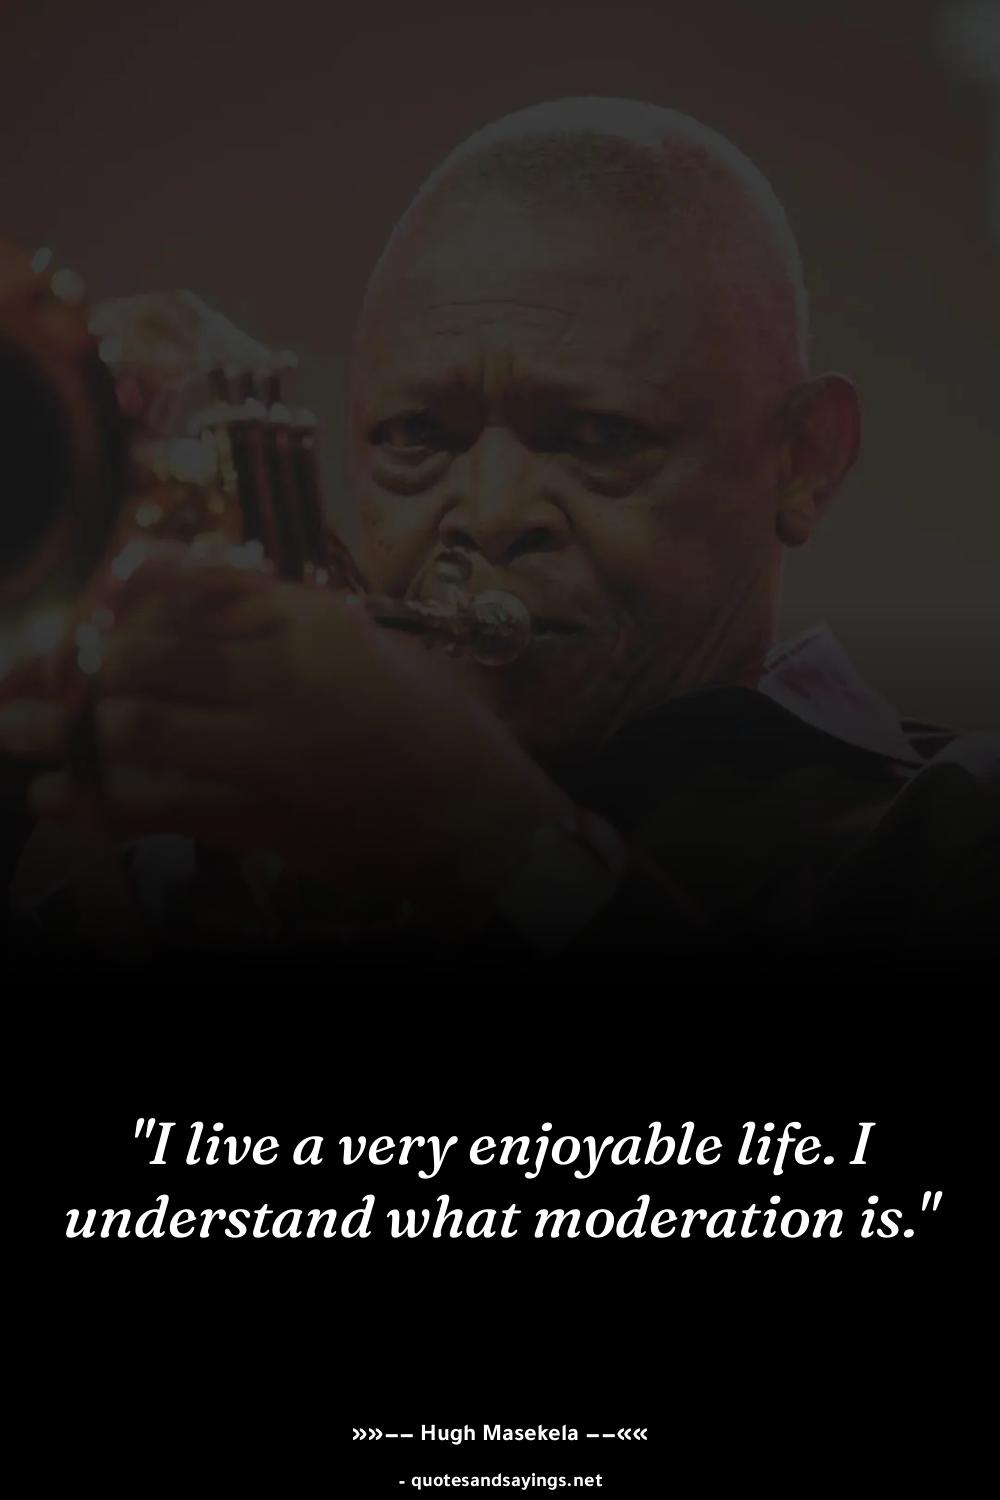 "I live a very enjoyable life. I
understand what moderation is."
»»−− Hugh Masekela −−««
- quotesandsayings.net